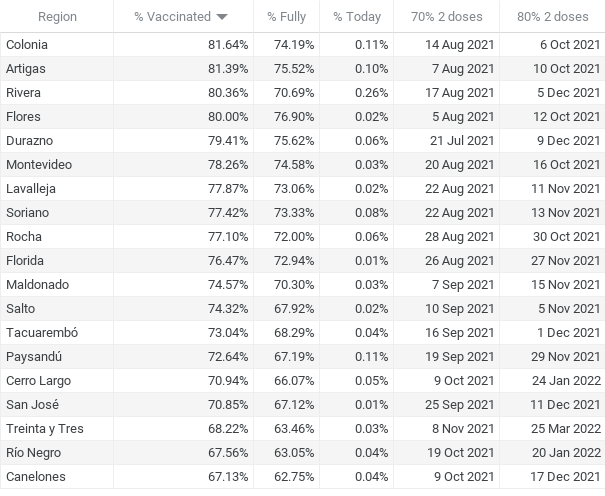 Region % Vaccinated % Fully % Today 70% 2 doses 80% 2 doses
Colonia 81.64% 74.19% 0.11% 14 Aug 2021 6 Oct 2021
Artigas 81.39% 75.52% 0.10% 7 Aug 2021 10 Oct 2021
Rivera 80.36% 70.69% 0.26% 17 Aug 2021 5 Dec 2021
Flores 80.00% 76.90% 0.02% 5 Aug 2021 12 Oct 2021
Durazno 79.41% 75.62% 0.06% 21 Jul 2021 9 Dec 2021
Montevideo 78.26% 74.58% 0.03% 20 Aug 2021 16 Oct 2021
Lavalleja 77.87% 73.06% 0.02% 22 Aug 2021 11 Nov 2021
Soriano 77.42% 73.33% 0.08% 22 Aug 2021 13 Nov 2021
Rocha 77.10% 72.00% 0.06% 28 Aug 2021 30 Oct 2021
Florida 76.47% 72.94% 0.01% 26 Aug 2021 27 Nov 2021
Maldonado 74.57% 70.30% 0.03% 7 Sep 2021 15 Nov 2021
Salto 74.32% 67.92% 0.02% 10 Sep 2021 5 Nov 2021
Tacuarembó 73.04% 68.29% 0.04% 16 Sep 2021 1 Dec 2021
Paysandú 72.64% 67.19% 0.11% 19 Sep 2021 29 Nov 2021
Cerro Largo 70.94% 66.07% 0.05% 9 Oct 2021 24 Jan 2022
San José 70.85% 67.12% 0.01% 25 Sep 2021 11 Dec 2021
Treinta y Tres 68.22% 63.46% 0.03% 8 Nov 2021 25 Mar 2022
Río Negro 67.56% 63.05% 0.04% 19 Oct 2021 20 Jan 2022
Canelones 67.13% 62.75% 0.04% 9 Oct 2021 17 Dec 2021